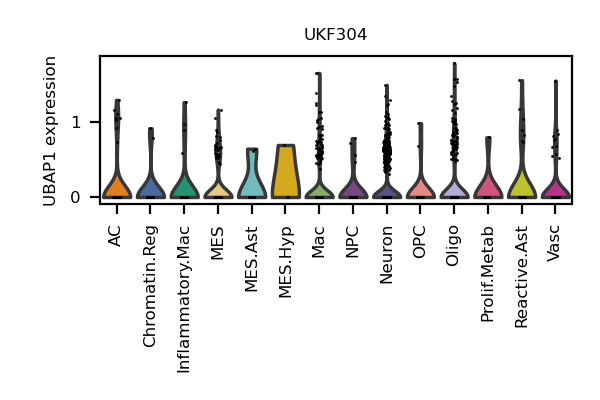 UKF304
UBAP1 expression
1
0
AC
Chromatin.Reg
Inflammatory.Mac
MES
MES.Ast
MES.Hyp
Mac
NPC
Neuron
OPC
Oligo
Prolif.Metab
Reactive.Ast
Vasc